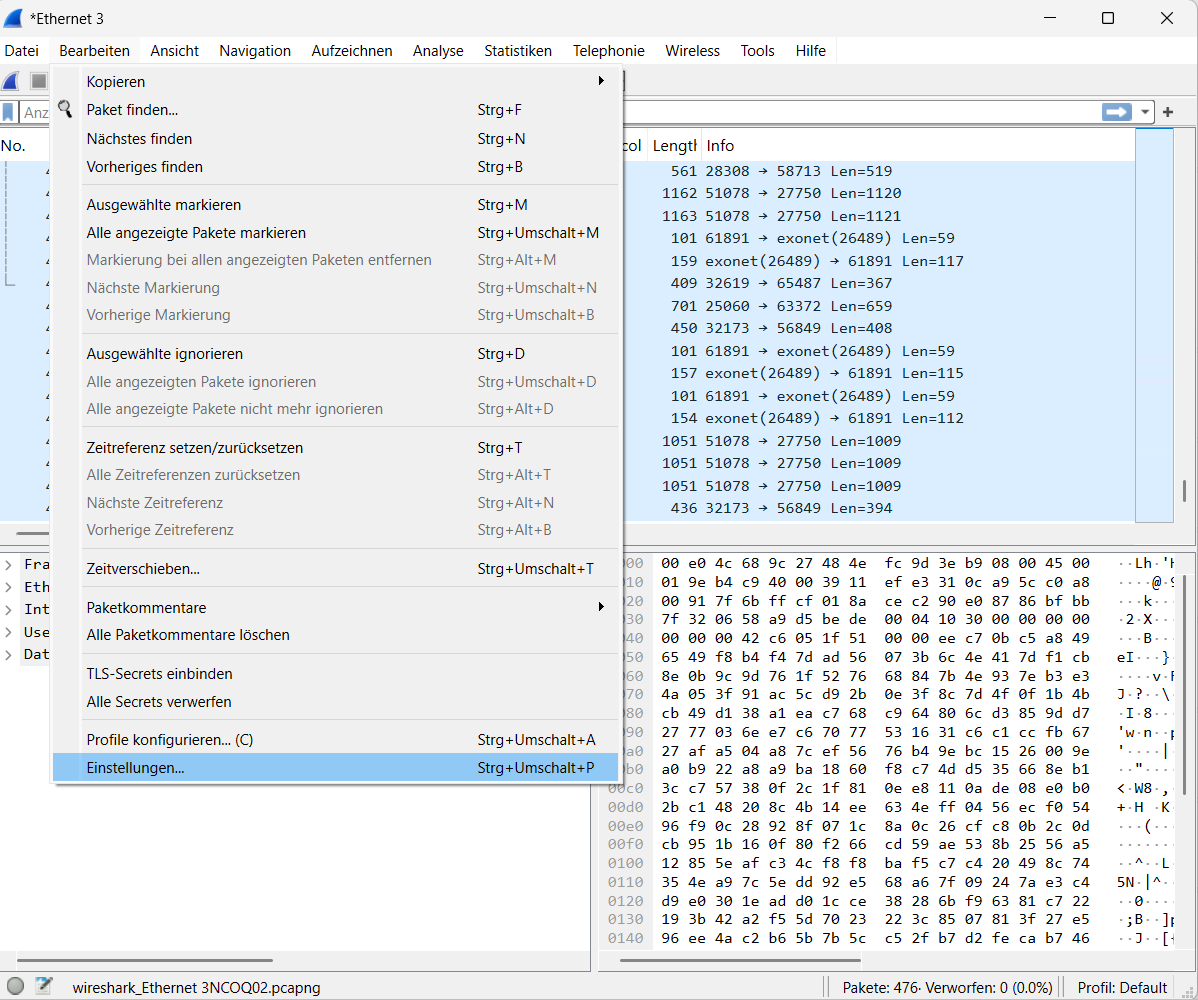 *Ethernet 3
Datei Bearbeiten Ansicht Navigation Aufzeichnen Analyse Statistiken Telephonie Wireless Tools Hilfe
Anz
Kopieren
Paket finden... Strg+F
Nächstes finden Strg+N
Vorheriges finden Strg+B
Ausgewählte markieren Strg+M
Alle angezeigte Pakete markieren Strg+Umschalt+M
Markierung bei allen angezeigten Paketen entfernen Strg+Alt+M
Nächste Markierung Strg+Umschalt+N
Vorherige Markierung Strg+Umschalt+B
Ausgewählte ignorieren Strg+D
Alle angezeigten Pakete ignorieren Strg+Umschalt+D
Alle angezeigte Pakete nicht mehr ignorieren Strg+Alt+D
Zeitreferenz setzen/zurücksetzen Strg+T
Alle Zeitreferenzen zurücksetzen Strg+Alt+T
Nächste Zeitreferenz Strg+Alt+N
Vorherige Zeitreferenz Strg+Alt+B
Zeitverschieben... Strg+Umschalt+T
Paketkommentare
Alle Paketkommentare löschen
TLS-Secrets einbinden
Alle Secrets verwerfen
Profile konfigurieren... (C) Strg+Umschalt+A
Einstellungen... Strg+Umschalt+P
No. col Length Info
561 28308 → 58713 Len=519
1162 51078 → 27750 Len=1120
1163 51078 → 27750 Len=1121
101 61891 → exonet(26489) Len=59
159 exonet(26489) → 61891 Len=117
409 32619 → 65487 Len=367
701 25060 → 63372 Len=659
450 32173 → 56849 Len=408
101 61891 → exonet(26489) Len=59
157 exonet(26489) → 61891 Len=115
101 61891 → exonet(26489) Len=59
154 exonet(26489) → 61891 Len=112
1051 51078 → 27750 Len=1009
1051 51078 → 27750 Len=1009
1051 51078 → 27750 Len=1009
436 32173 → 56849 Len=394
Fra
Eth
Int
Use
Dat
000 00 e0 4c 68 9c 27 48 4e fc 9d 3e b9 08 00 45 00 ··Lh·'H
010 01 9e b4 c9 40 00 39 11 ef e3 31 0c a9 5c c0 a8 ····@·9
020 00 91 7f 6b ff cf 01 8a ce c2 90 e0 87 86 bf bb ···k···
030 7f 32 06 58 a9 d5 be de 00 04 10 30 00 00 00 00 ·2·X···
040 00 00 00 42 c6 05 1f 51 00 00 ee c7 0b c5 a8 49 ···B···
050 65 49 f8 b4 f4 7d ad 56 07 3b 6c 4e 41 7d f1 cb eI···}·
060 8e 0b 9c 9d 76 1f 52 76 68 84 7b 4e 93 7e b3 e3 ····v·R
070 4a 05 3f 91 ac 5c d9 2b 0e 3f 8c 7d 4f 0f 1b 4b J·?··\·
080 cb 49 d1 38 a1 ea c7 68 c9 64 80 6c d3 85 9d d7 ·I·8···
090 27 77 03 6e e7 c6 70 77 53 16 31 c6 c1 cc fb 67 'w·n··p
0a0 27 af a5 04 a8 7c ef 56 76 b4 9e bc 15 26 00 9e '····|·
0b0 a0 b9 22 a8 a9 ba 18 60 f8 c7 4d d5 35 66 8e b1 ··"····
00c0 3c c7 57 38 0f 2c 1f 81 0e e8 11 0a de 08 e0 b0 <·W8·,·
00d0 2b c1 48 20 8c 4b 14 ee 63 4e ff 04 56 ec f0 54 +·H ·K·
00e0 96 f9 0c 28 92 8f 07 1c 8a 0c 26 cf c8 0b 2c 0d ···(···
00f0 cb 95 1b 16 0f 80 f2 66 cd 59 ae 53 8b 25 56 a5 ·······
0100 12 85 5e af c3 4c f8 f8 ba f5 c7 c4 20 49 8c 74 ··^··L·
0110 35 4e a9 7c 5e dd 92 e5 68 a6 7f 09 24 7a e3 c4 5N·|^··
0120 d9 e0 30 1e ad d0 1c ce 38 28 6b f9 63 81 c7 22 ··0····
0130 19 3b 42 a2 f5 5d 70 23 22 3c 85 07 81 3f 27 e5 ·;B··]p
0140 96 ee 4a c2 b6 5b 7b 5c c5 2f b7 d2 fe ca b7 46 ··J··[{
wireshark_Ethernet 3NCOQ02.pcapng Pakete: 476· Verworfen: 0 (0.0%) Profil: Default